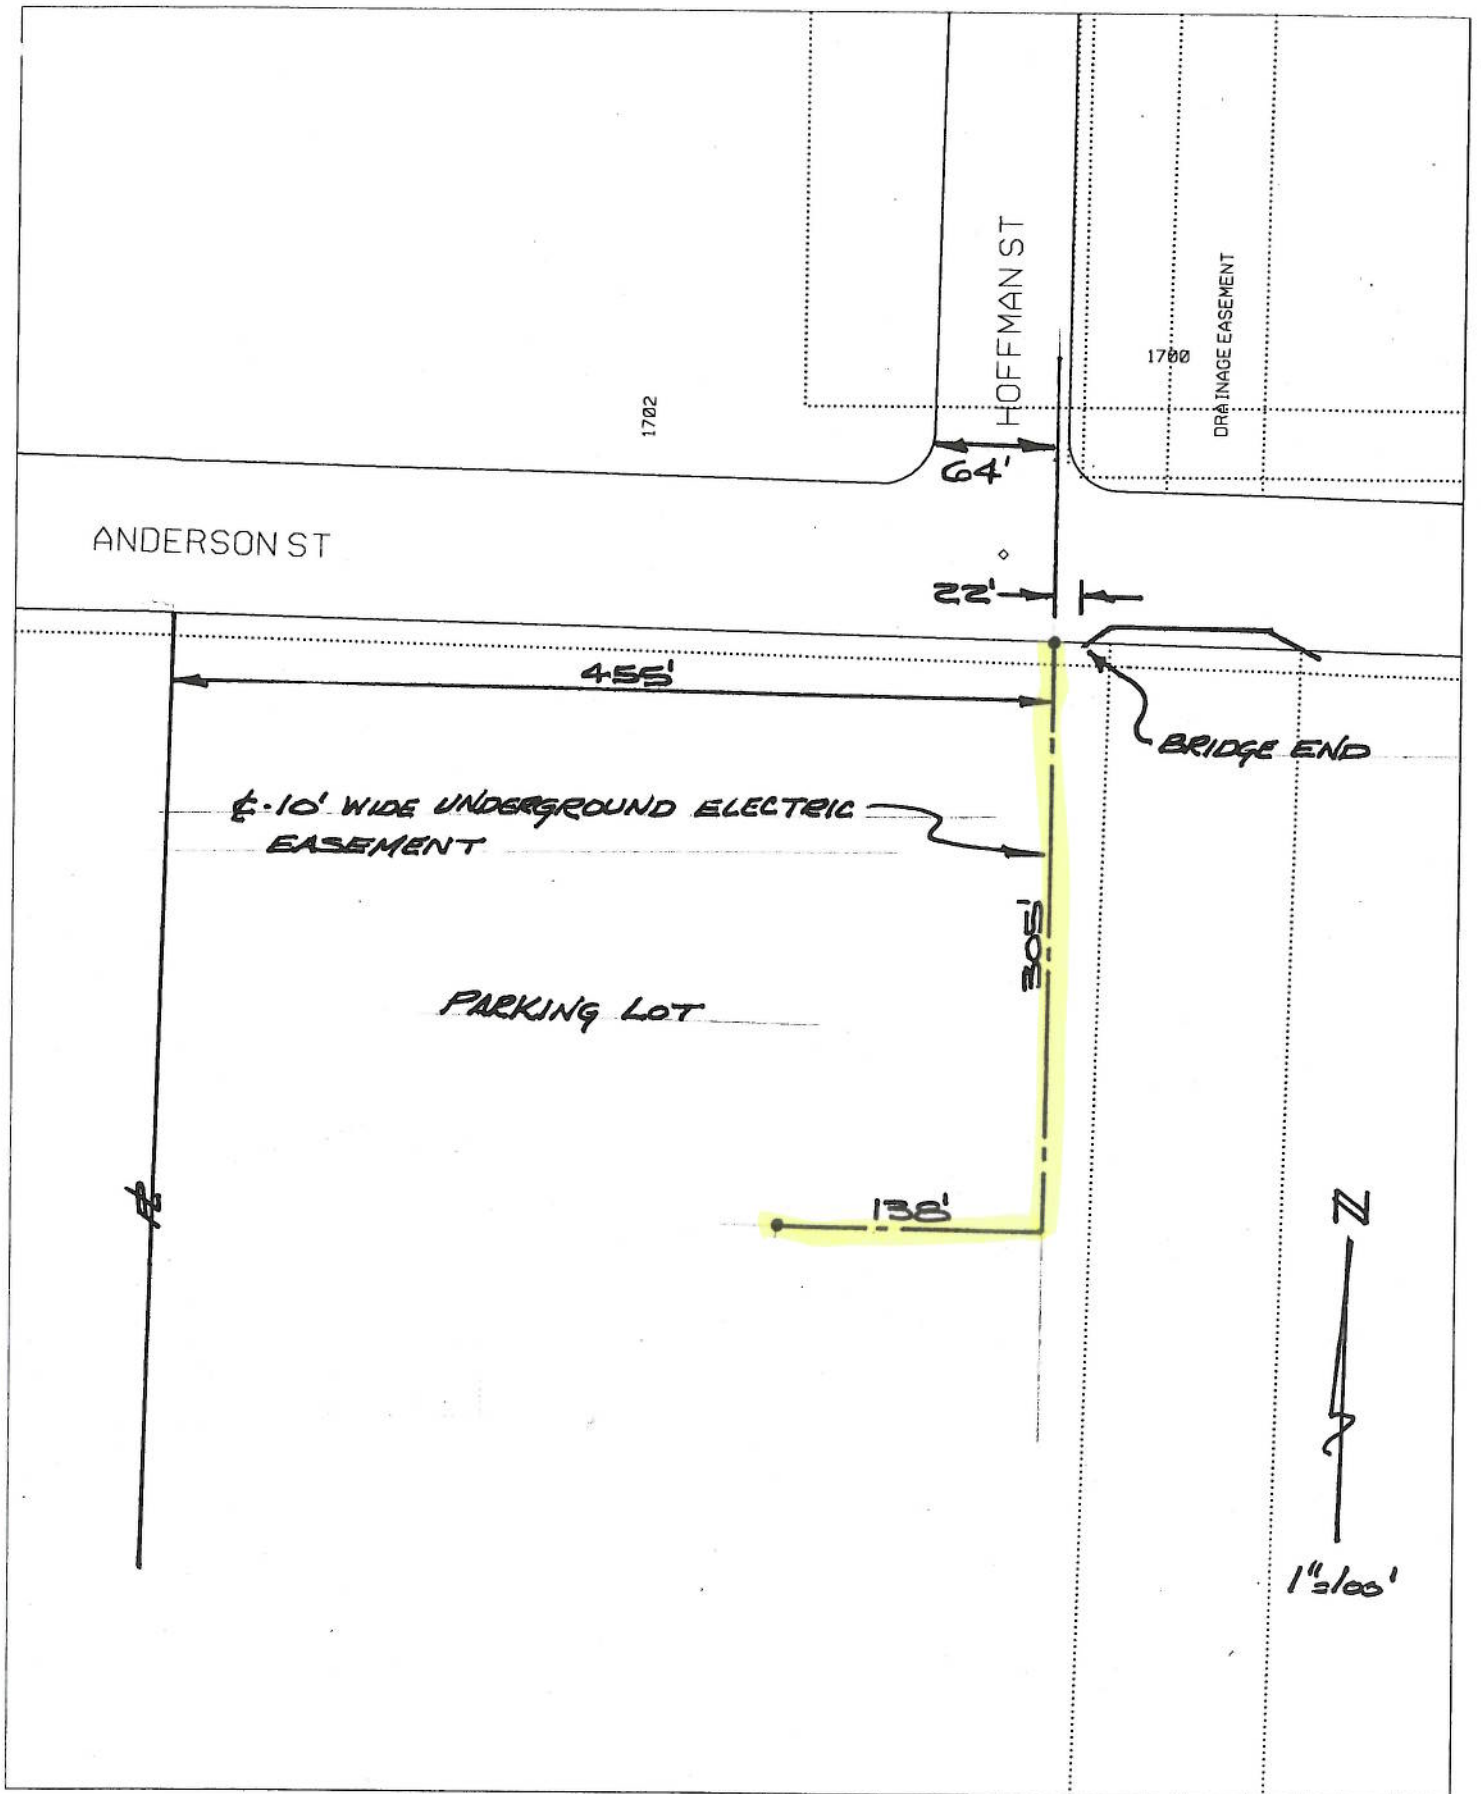 HOFFMAN ST
DRAINAGE EASEMENT
1700
1702
64'
ANDERSON ST
22'
455'
BRIDGE END
℄-10' WIDE UNDERGROUND ELECTRIC
EASEMENT
305'
PARKING LOT
138'
PL
N
1"=100'